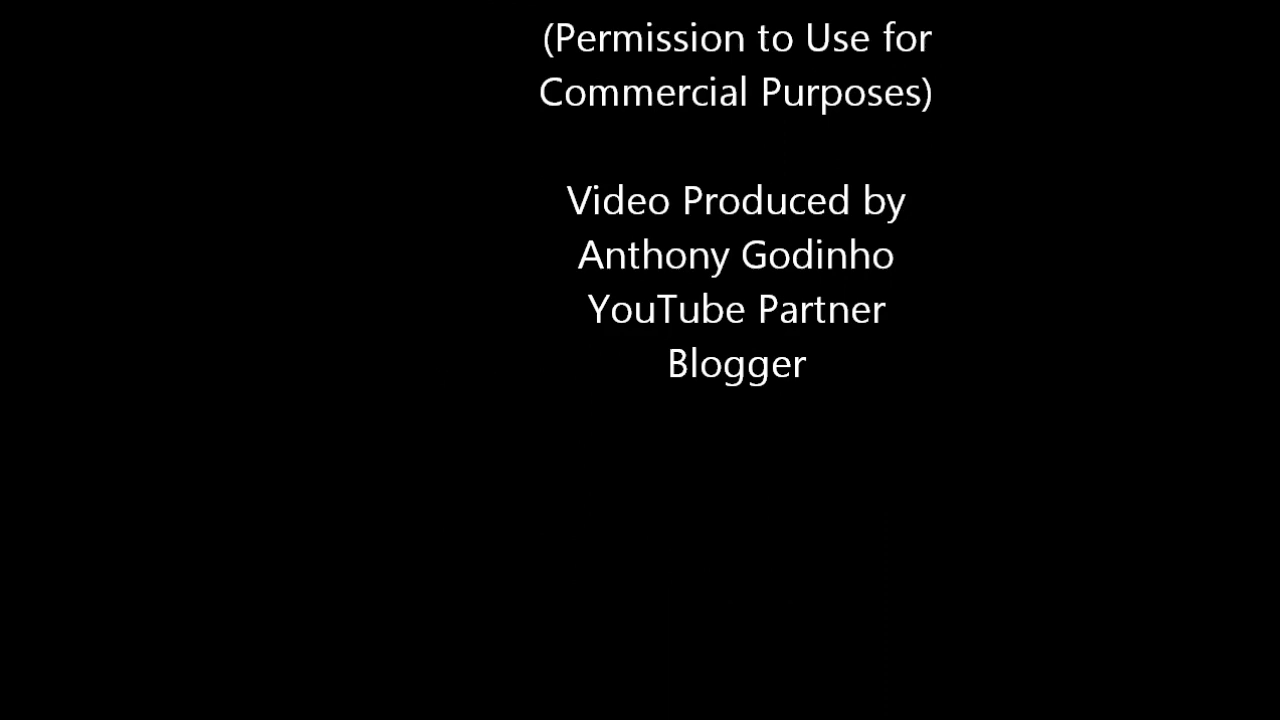 (Permission to Use for
Commercial Purposes)
Video Produced by
Anthony Godinho
YouTube Partner
Blogger